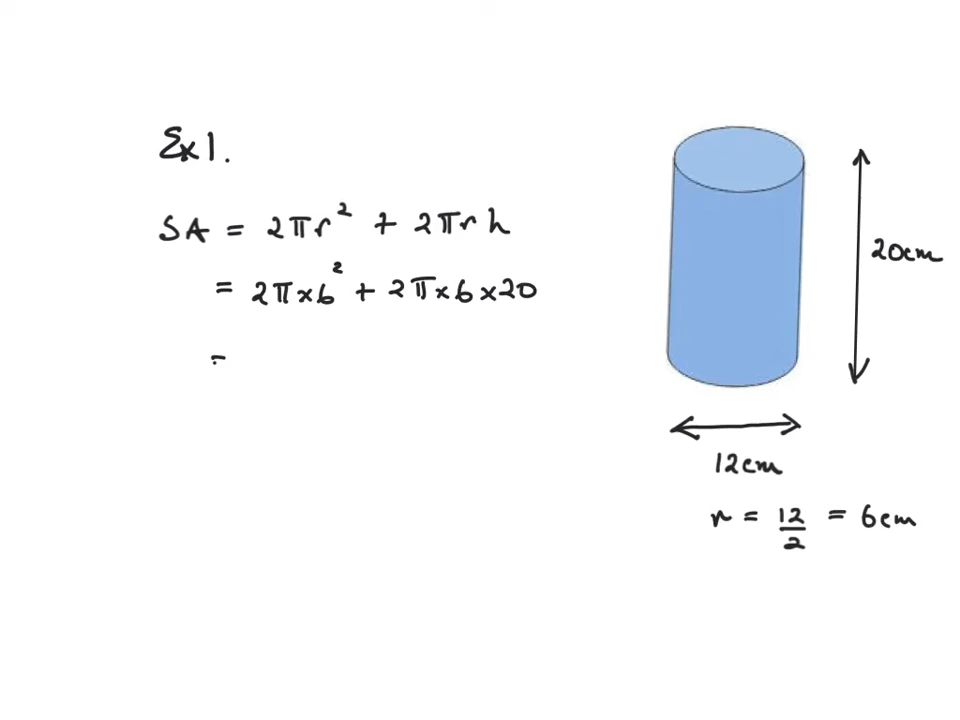 Ex1.
SA = 2πr² + 2πrh
= 2π×6² + 2π×6×20
=
20cm
12cm
r = 12/2 = 6cm